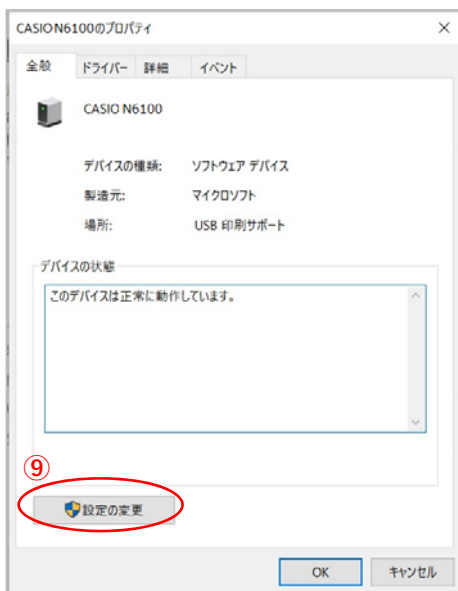 CASIO N6100のプロパティ
全般 ドライバー 詳細 イベント
CASIO N6100
デバイスの種類: ソフトウェア デバイス
製造元: マイクロソフト
場所: USB 印刷サポート
デバイスの状態
このデバイスは正常に動作しています。
⑨
設定の変更
OK キャンセル